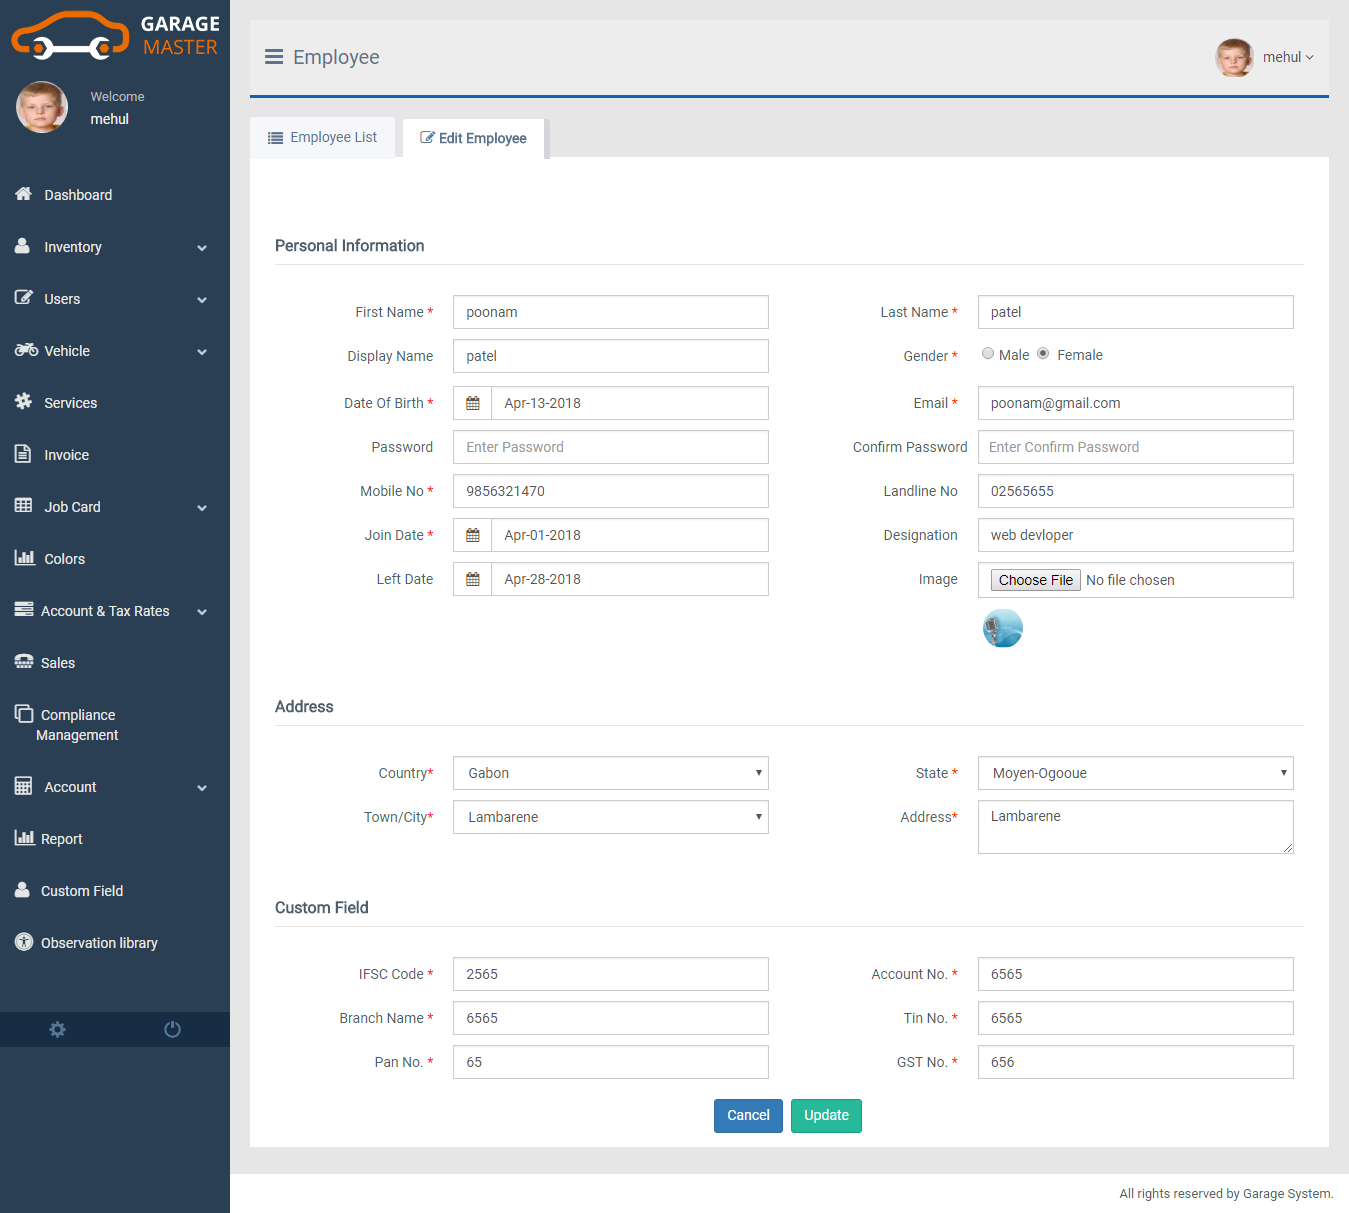 GARAGE
MASTER
Welcome
mehul
Dashboard
Inventory
Users
Vehicle
Services
Invoice
Job Card
Colors
Account & Tax Rates
Sales
Compliance
Management
Account
Report
Custom Field
Observation library
Employee
mehul
Employee List
Edit Employee
Personal Information
First Name * poonam
Last Name * patel
Display Name patel
Gender * Male Female
Date Of Birth * Apr-13-2018
Email * poonam@gmail.com
Password Enter Password
Confirm Password Enter Confirm Password
Mobile No * 9856321470
Landline No 02565655
Join Date * Apr-01-2018
Designation web devloper
Left Date Apr-28-2018
Image Choose File No file chosen
Address
Country* Gabon
State * Moyen-Ogooue
Town/City* Lambarene
Address* Lambarene
Custom Field
IFSC Code * 2565
Account No. * 6565
Branch Name * 6565
Tin No. * 6565
Pan No. * 65
GST No. * 656
Cancel
Update
All rights reserved by Garage System.